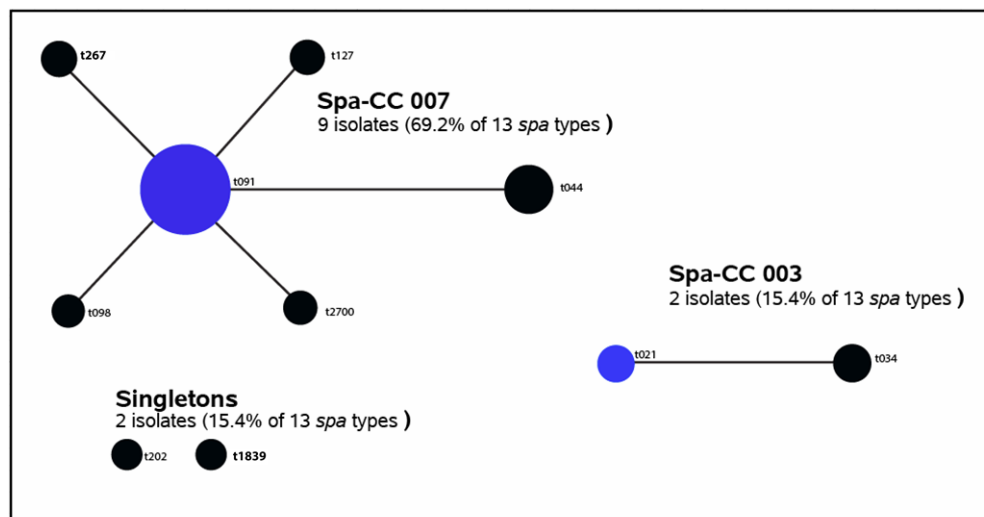 t267
t127
Spa-CC 007
9 isolates (69.2% of 13 spa types )
t091
t044
t098
t2700
Spa-CC 003
2 isolates (15.4% of 13 spa types )
t021
t034
Singletons
2 isolates (15.4% of 13 spa types )
t202
t1839